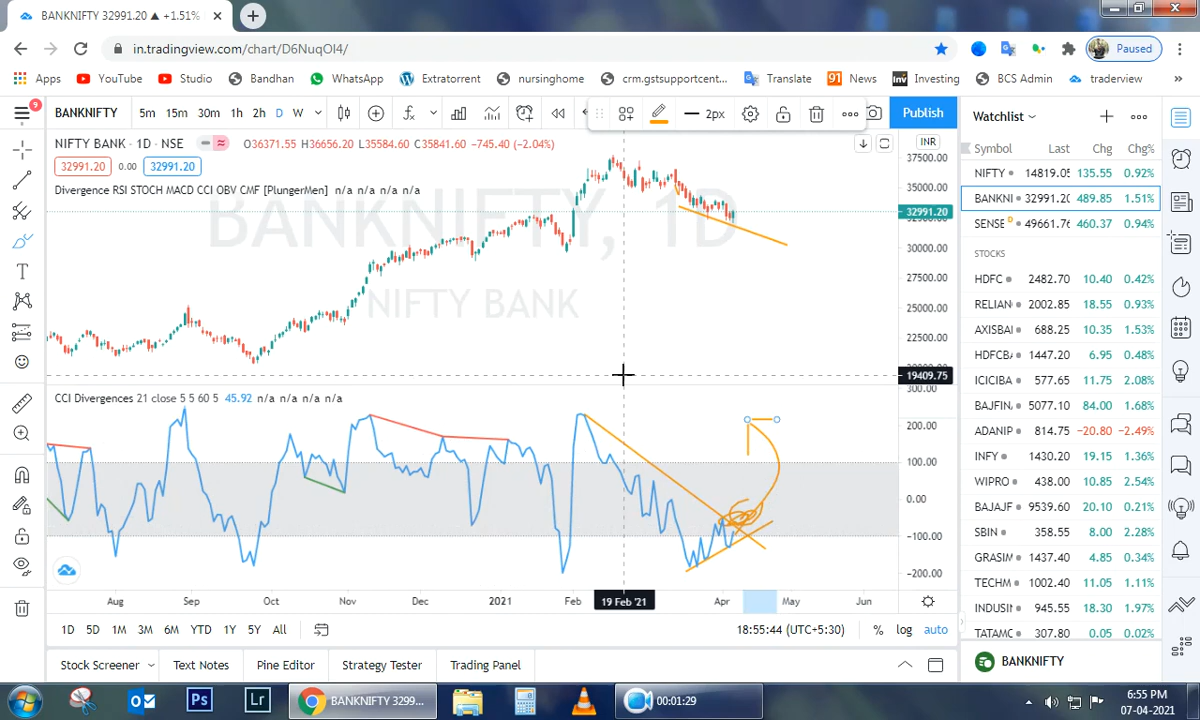 BANKNIFTY 32991.20 ▲ +1.51%
in.tradingview.com/chart/D6NuqOI4/
Paused
Apps YouTube Studio Bandhan WhatsApp Extratorrent nursinghome crm.gstsupportcent... Translate 91 News Inv Investing BCS Admin traderview »
9
BANKNIFTY 5m 15m 30m 1h 2h D W 2px Publish
NIFTY BANK · 1D · NSE O36371.55 H36656.20 L35584.60 C35841.60 −745.40 (−2.04%)
32991.20 0.00 32991.20
Divergence RSI STOCH MACD CCI OBV CMF [PlungerMen] n/a n/a n/a n/a
BANKNIFTY, 1D
NIFTY BANK
INR
37500.00
35000.00
32991.20
30000.00
27500.00
25000.00
22500.00
19409.75
CCI Divergences 21 close 5 5 60 5 45.92 n/a n/a n/a n/a
300.00
200.00
100.00
0.00
-100.00
-200.00
Aug Sep Oct Nov Dec 2021 Feb 19 Feb '21 Apr May Jun
1D 5D 1M 3M 6M YTD 1Y 5Y All 18:55:44 (UTC+5:30) % log auto
Stock Screener Text Notes Pine Editor Strategy Tester Trading Panel
Watchlist
Symbol Last Chg Chg%
NIFTY 14819.05 135.55 0.92%
BANKNI 32991.20 489.85 1.51%
SENSE D 49661.76 460.37 0.94%
STOCKS
HDFC 2482.70 10.40 0.42%
RELIAN 2002.85 18.55 0.93%
AXISBA 688.25 10.35 1.53%
HDFCBA 1447.20 6.95 0.48%
ICICIBA 577.65 11.75 2.08%
BAJFIN 5077.10 84.00 1.68%
ADANIP 814.75 -20.80 -2.49%
INFY 1430.20 19.15 1.36%
WIPRO 438.00 10.85 2.54%
BAJAJF 9539.60 20.10 0.21%
SBIN 358.55 8.00 2.28%
GRASIM 1437.40 4.85 0.34%
TECHM 1002.40 11.05 1.11%
INDUSI 945.55 18.30 1.97%
TATAMO 307.80 0.05 0.02%
BANKNIFTY
Ps Lr BANKNIFTY 3299... 00:01:29
6:55 PM
07-04-2021